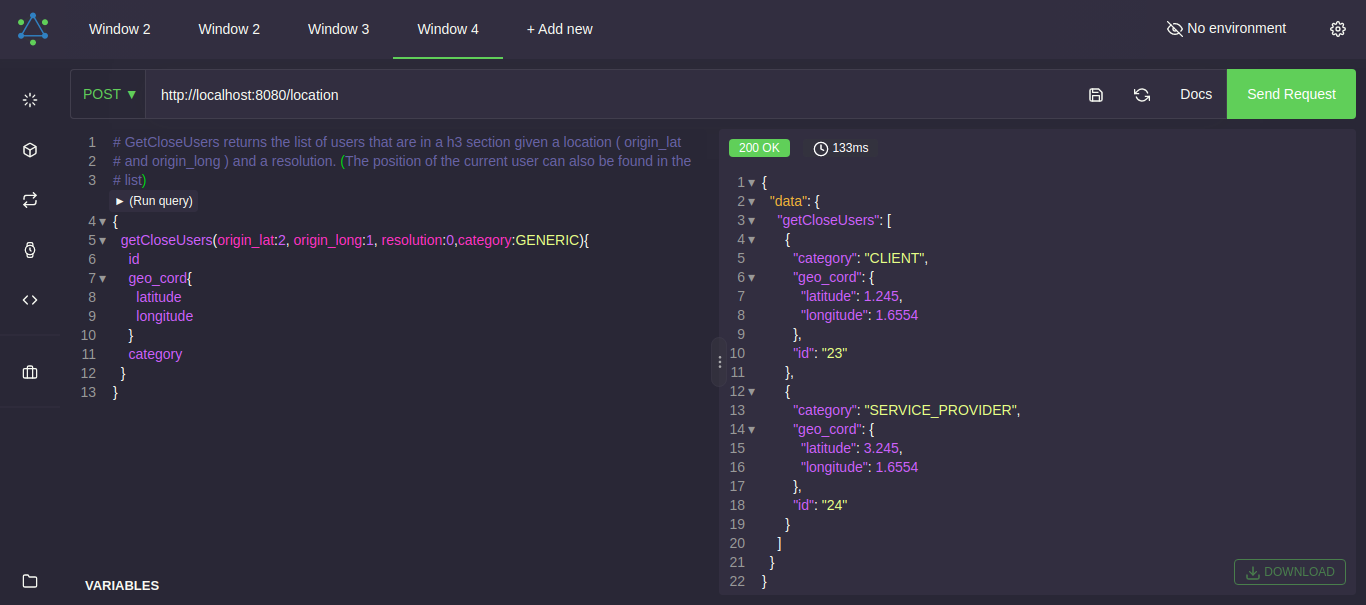 Window 2 Window 2 Window 3 Window 4 + Add new No environment
POST ▼ http://localhost:8080/location Docs Send Request
1 # GetCloseUsers returns the list of users that are in a h3 section given a location ( origin_lat
2 # and origin_long ) and a resolution. (The position of the current user can also be found in the
3 # list)
▶ (Run query)
4 ▼ {
5 ▼ getCloseUsers(origin_lat:2, origin_long:1, resolution:0,category:GENERIC){
6 id
7 ▼ geo_cord{
8 latitude
9 longitude
10 }
11 category
12 }
13 }
VARIABLES
200 OK 133ms
1 ▼ {
2 ▼ "data": {
3 ▼ "getCloseUsers": [
4 ▼ {
5 "category": "CLIENT",
6 ▼ "geo_cord": {
7 "latitude": 1.245,
8 "longitude": 1.6554
9 },
10 "id": "23"
11 },
12 ▼ {
13 "category": "SERVICE_PROVIDER",
14 ▼ "geo_cord": {
15 "latitude": 3.245,
16 "longitude": 1.6554
17 },
18 "id": "24"
19 }
20 ]
21 }
22 }
DOWNLOAD